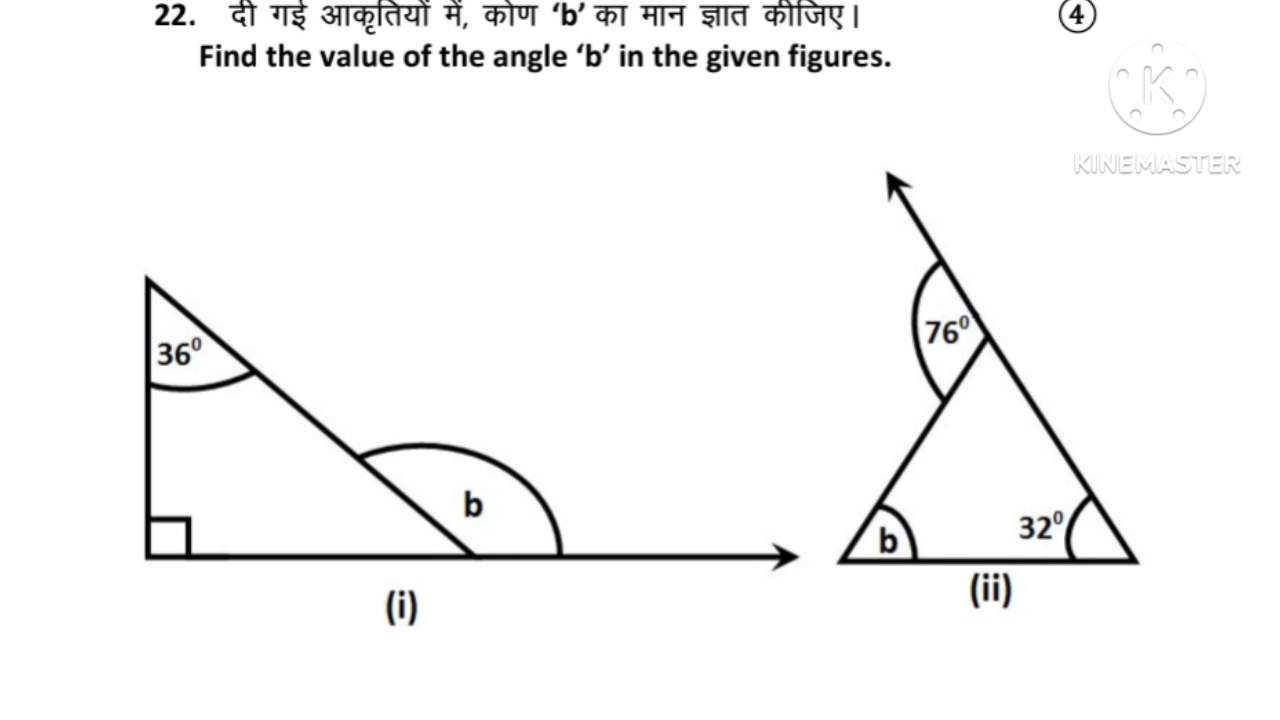 22. दी गई आकृतियों में, कोण ‘b’ का मान ज्ञात कीजिए। ④
Find the value of the angle ‘b’ in the given figures.
K
KINEMASTER
76⁰
36⁰
b
32⁰
b
(i)
(ii)